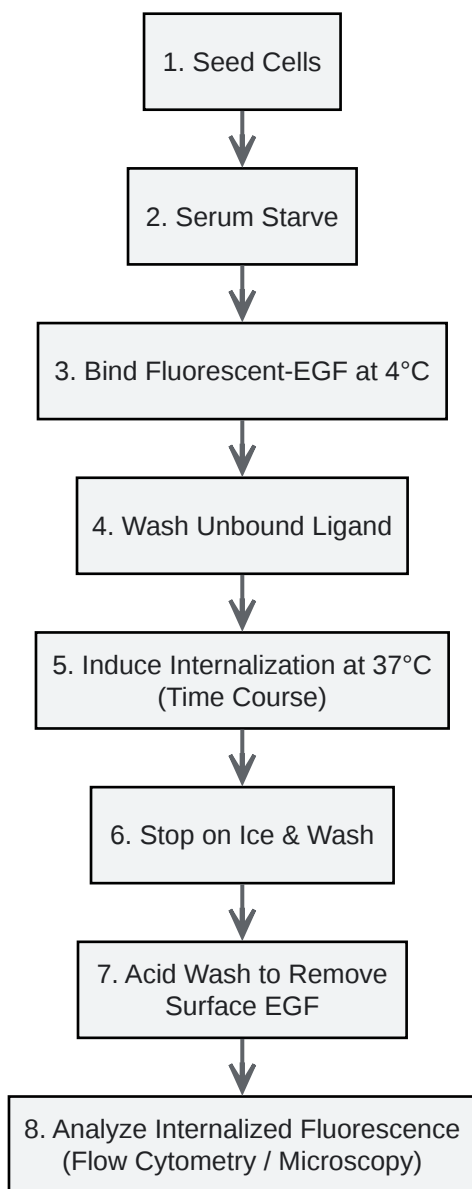 1. Seed Cells
2. Serum Starve
3. Bind Fluorescent-EGF at 4°C
4. Wash Unbound Ligand
5. Induce Internalization at 37°C
(Time Course)
6. Stop on Ice & Wash
7. Acid Wash to Remove
Surface EGF
8. Analyze Internalized Fluorescence
(Flow Cytometry / Microscopy)